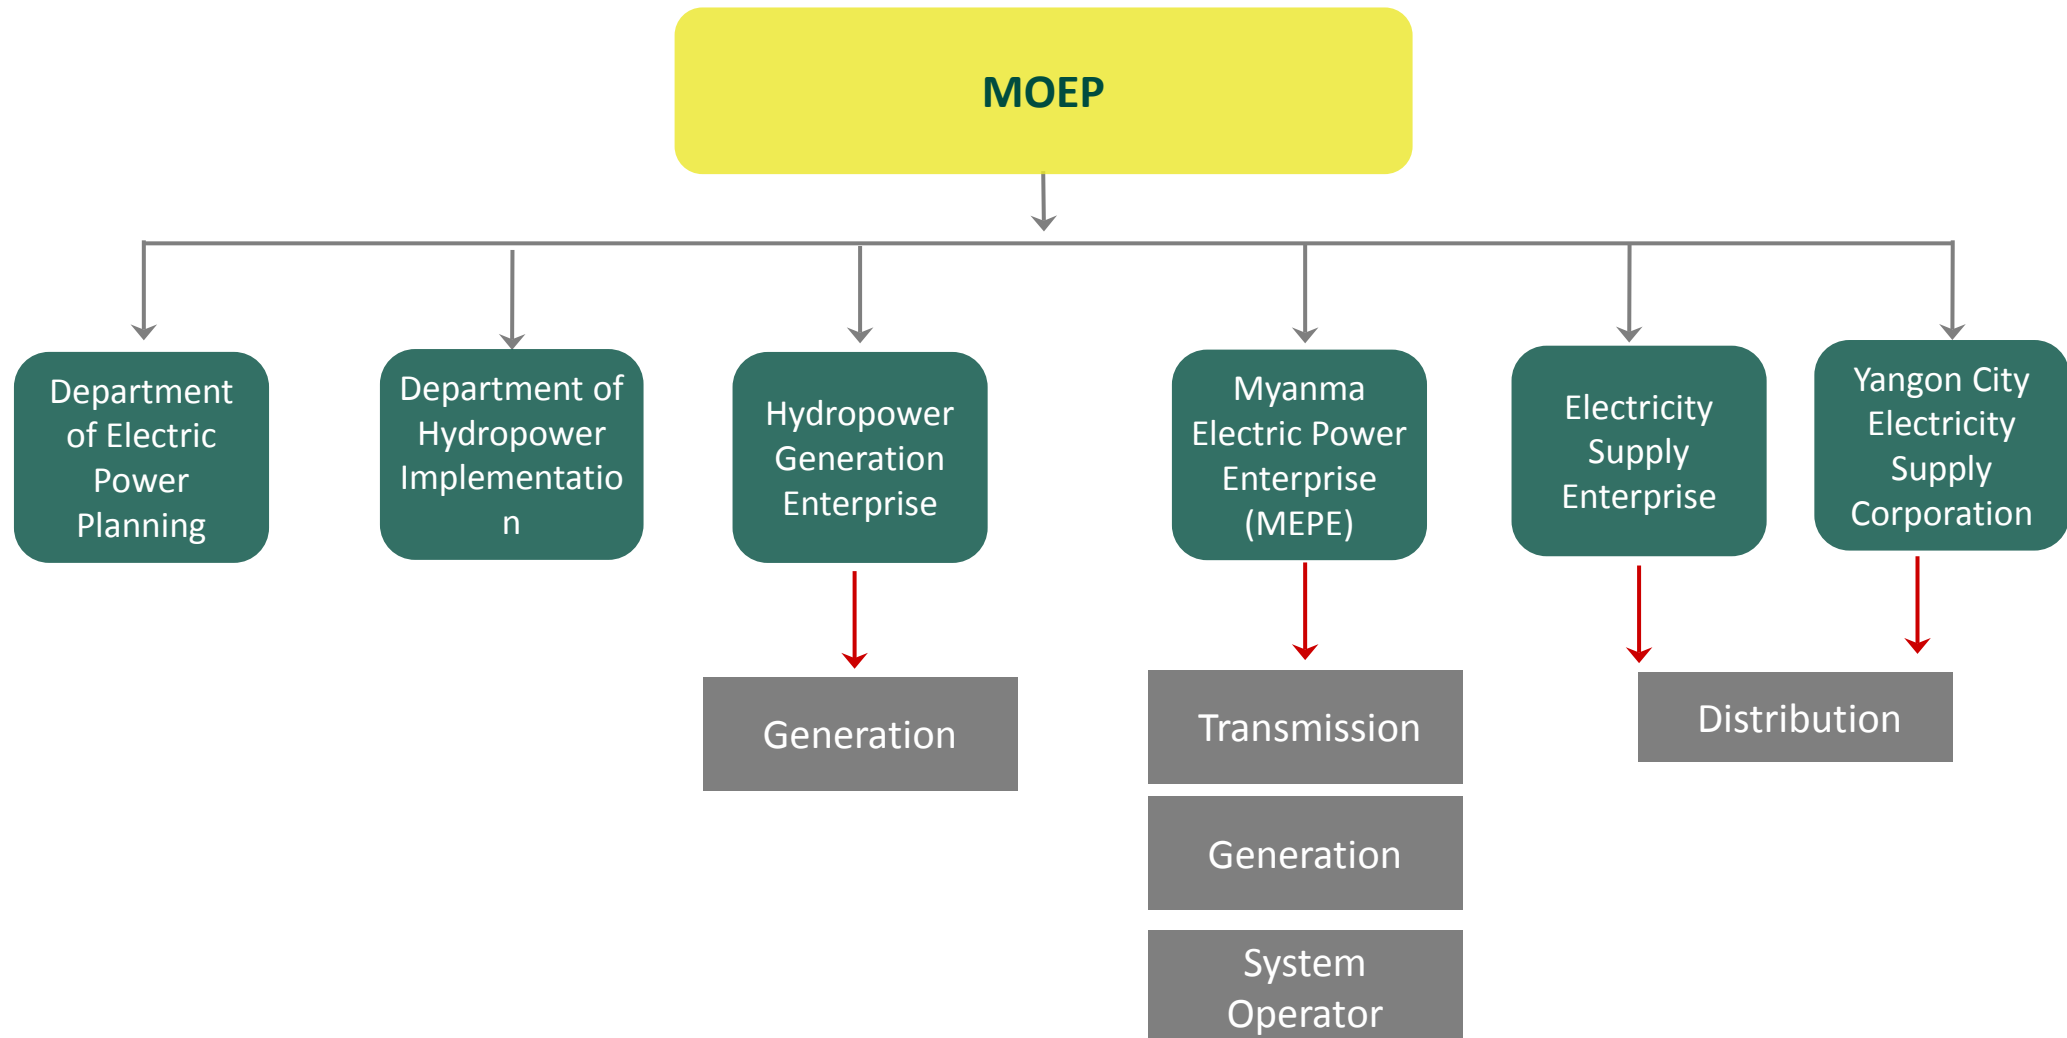 MOEP
Department
of Electric
Power
Planning
Department of
Hydropower
Implementatio
n
Hydropower
Generation
Enterprise
Myanma
Electric Power
Enterprise
(MEPE)
Electricity
Supply
Enterprise
Yangon City
Electricity
Supply
Corporation
Generation
Transmission
Generation
System
Operator
Distribution